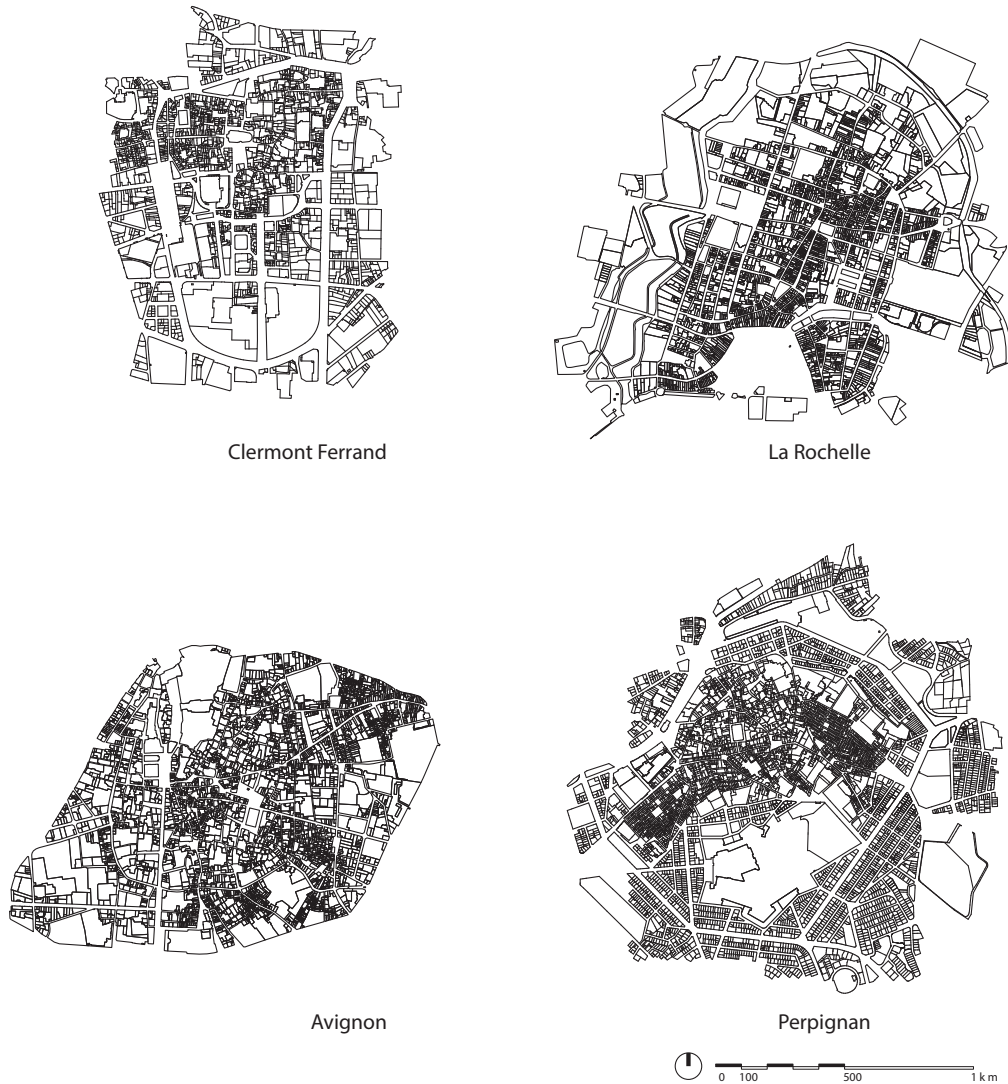 Clermont Ferrand
La Rochelle
Avignon
Perpignan
0 100 500 1 k m